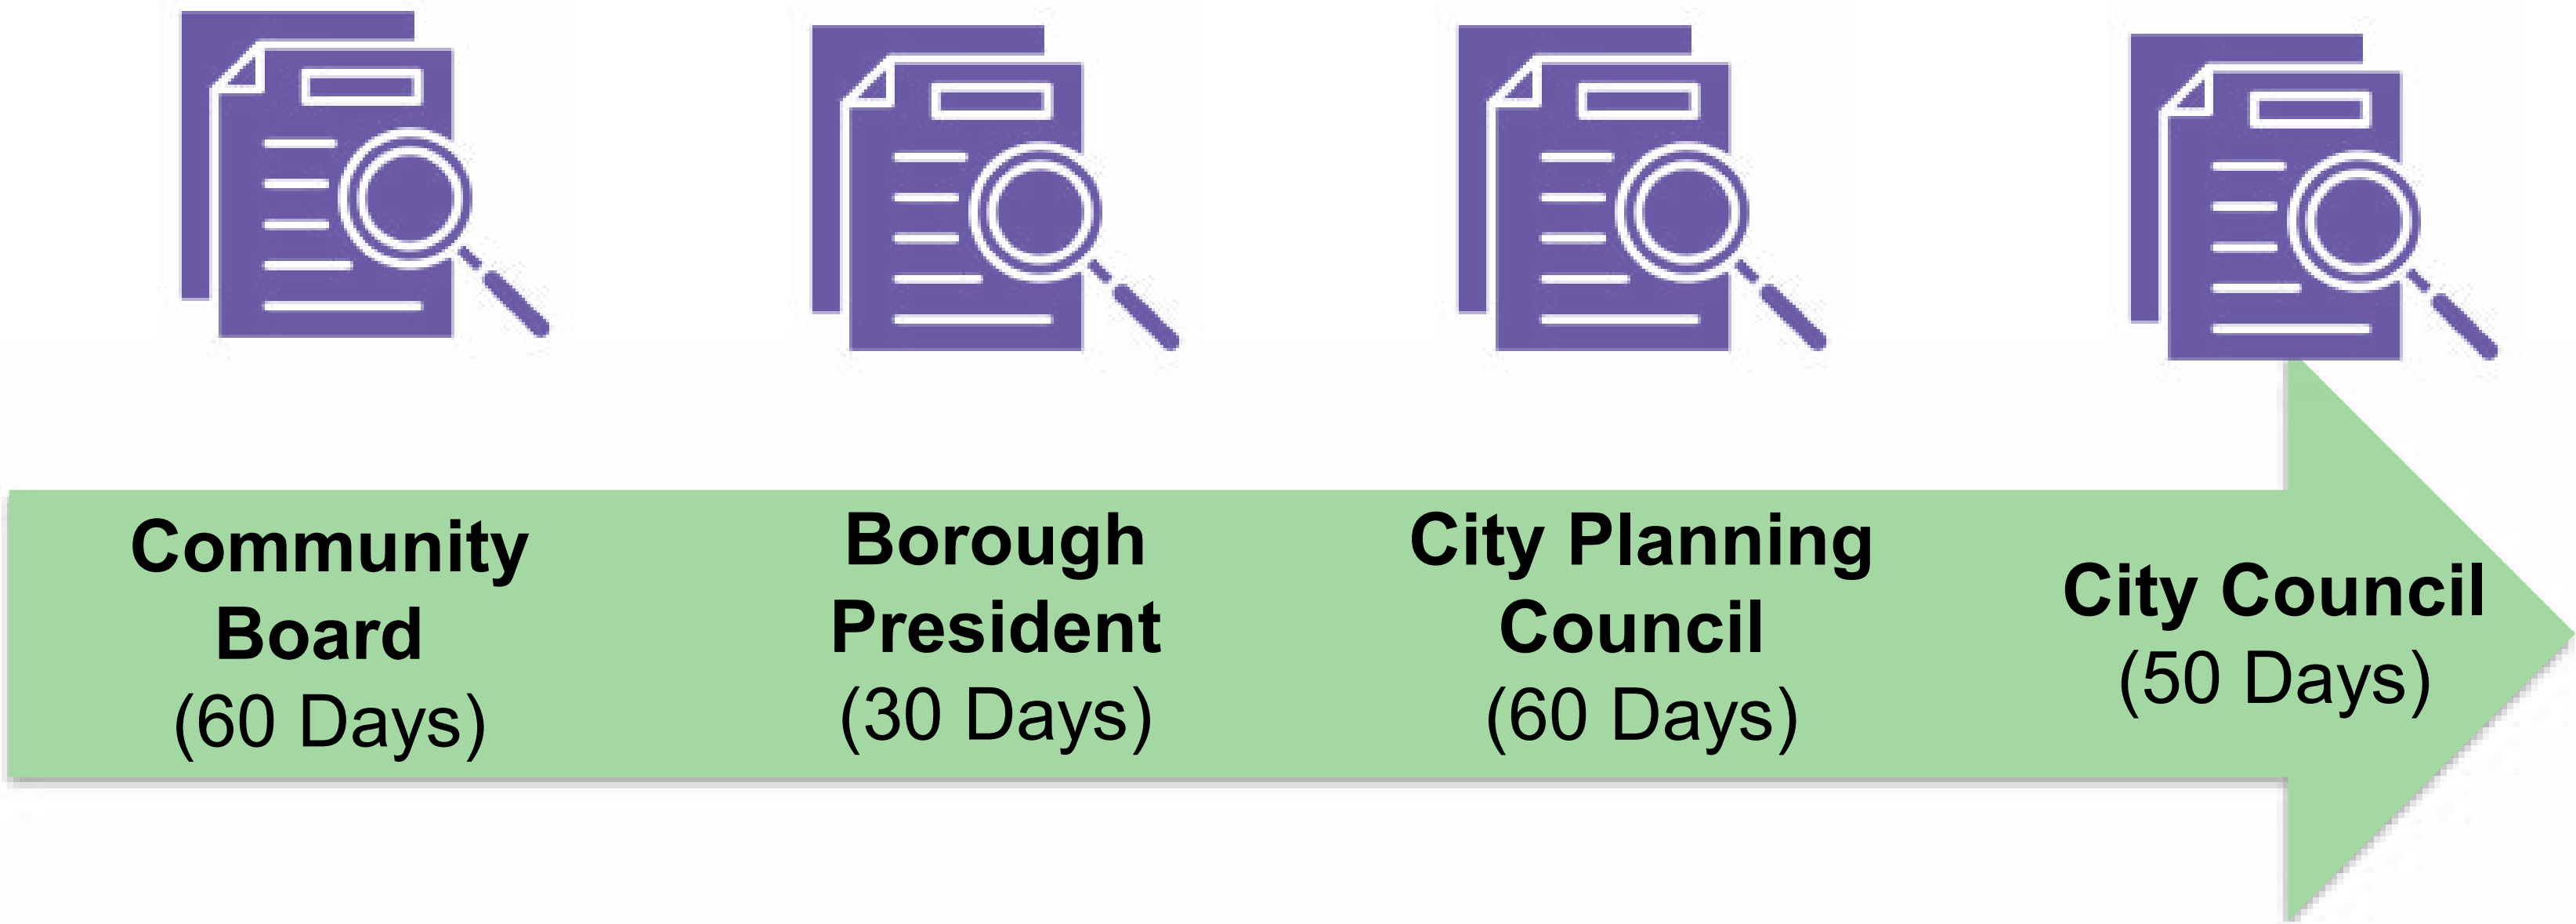 Community
Board
(60 Days)
Borough
President
(30 Days)
City Planning
Council
(60 Days)
City Council
(50 Days)